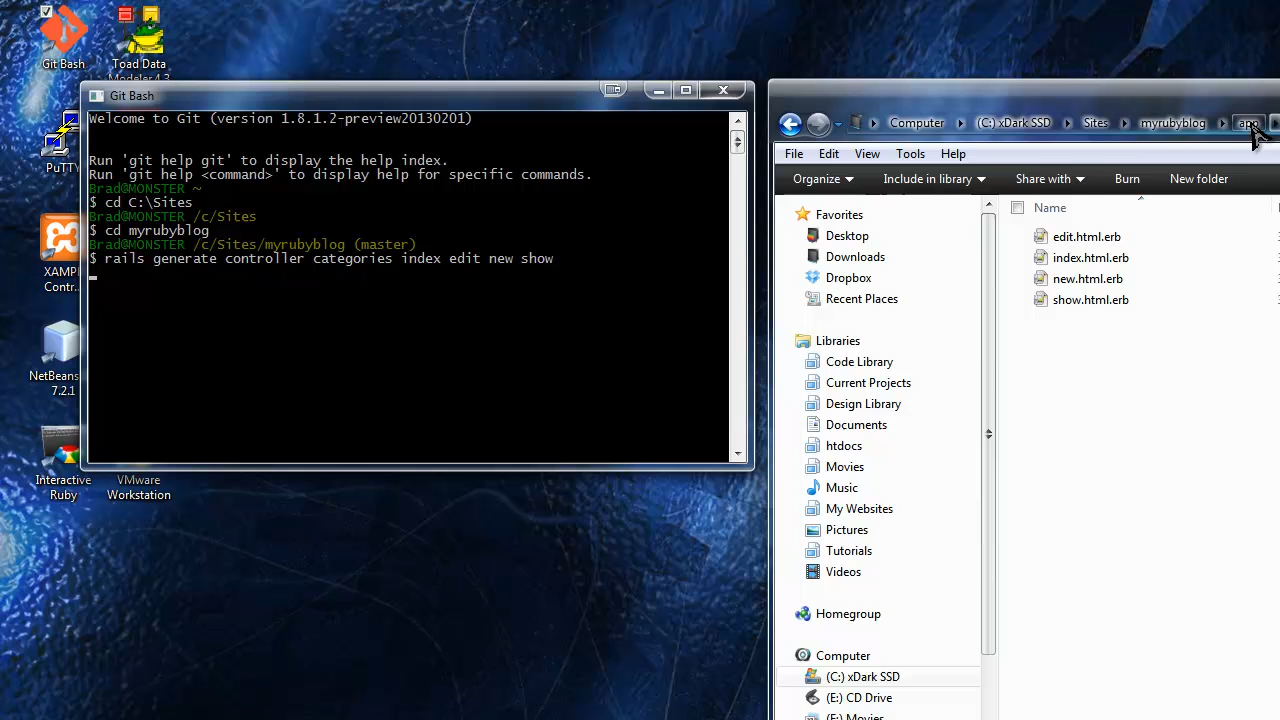 Git Bash
Toad Data
Modeler 4.3
PuTTY
XAMPP
Contr...
NetBeans
7.2.1
Interactive
Ruby
VMware
Workstation
Git Bash
Welcome to Git (version 1.8.1.2-preview20130201)
Run 'git help git' to display the help index.
Run 'git help <command>' to display help for specific commands.
Brad@MONSTER ~
$ cd C:\Sites
Brad@MONSTER /c/Sites
$ cd myrubyblog
Brad@MONSTER /c/Sites/myrubyblog (master)
$ rails generate controller categories index edit new show
Computer (C:) xDark SSD Sites myrubyblog app
File Edit View Tools Help
Organize Include in library Share with Burn New folder
Favorites
Desktop
Downloads
Dropbox
Recent Places
Libraries
Code Library
Current Projects
Design Library
Documents
htdocs
Movies
Music
My Websites
Pictures
Tutorials
Videos
Homegroup
Computer
(C:) xDark SSD
(E:) CD Drive
(F:) Movies
Name
edit.html.erb
index.html.erb
new.html.erb
show.html.erb